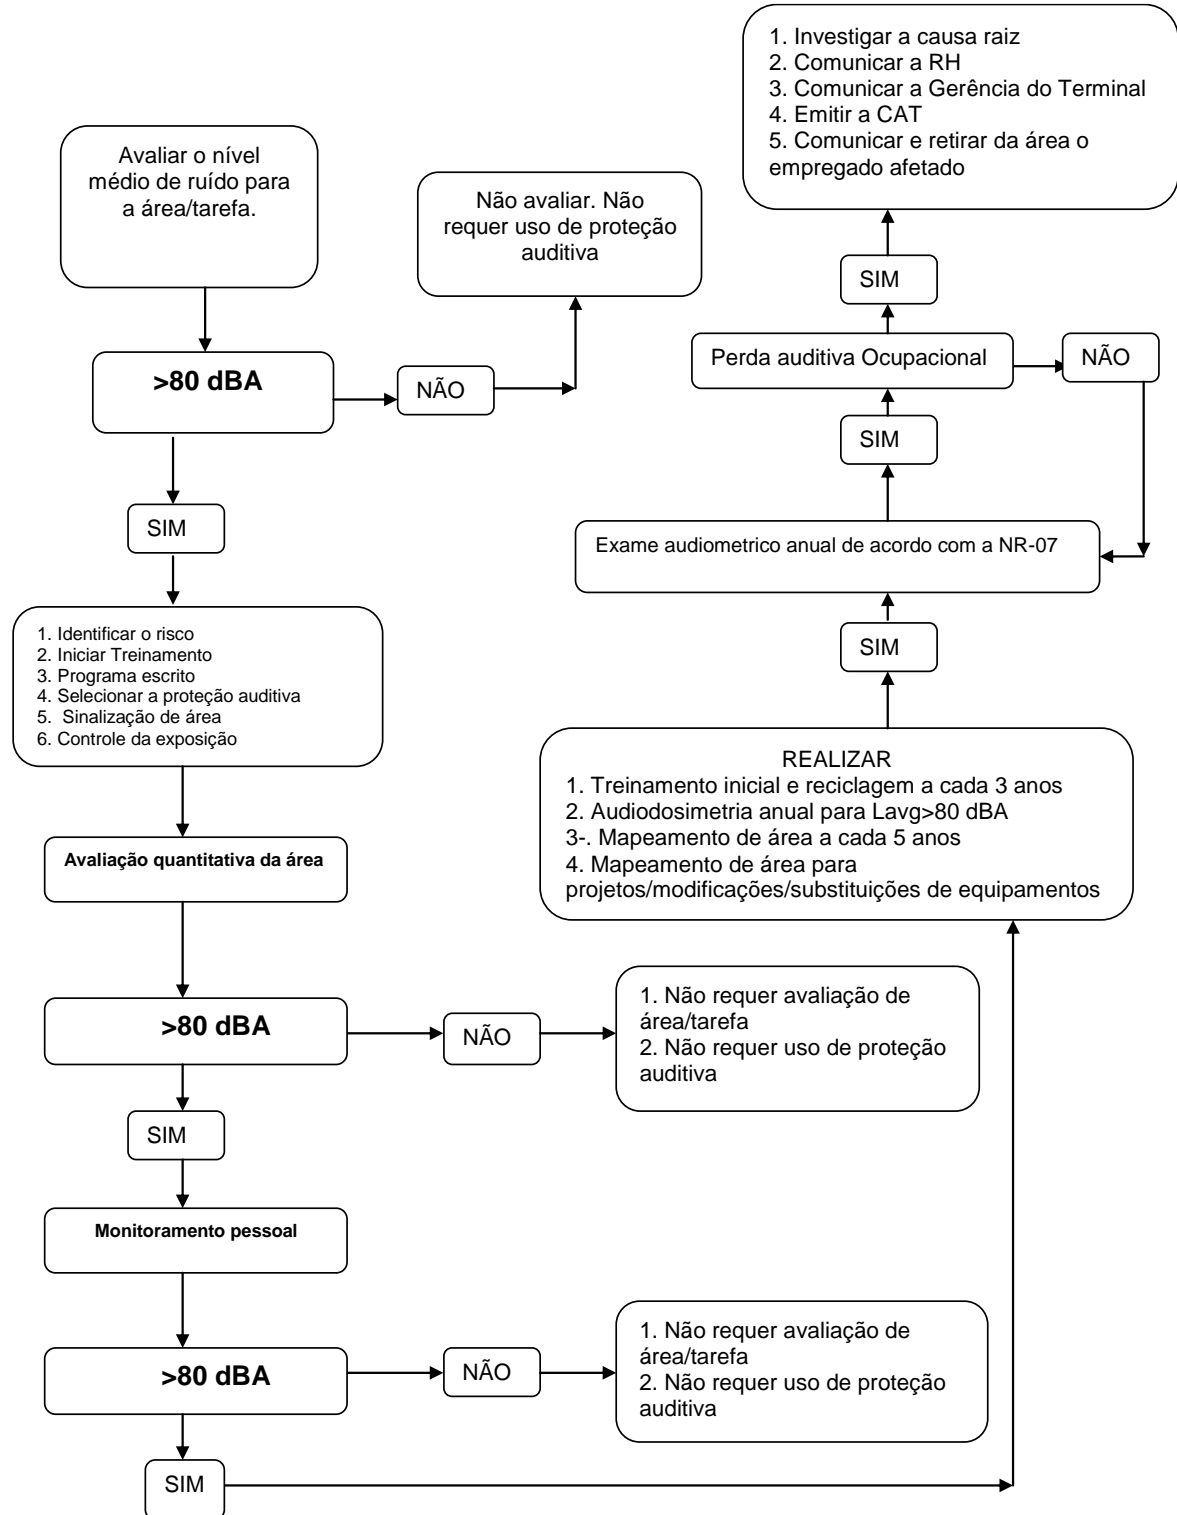 Avaliar o nível
médio de ruído para
a área/tarefa.
>80 dBA
NÃO
Não avaliar. Não
requer uso de proteção
auditiva
SIM
1. Identificar o risco
2. Iniciar Treinamento
3. Programa escrito
4. Selecionar a proteção auditiva
5. Sinalização de área
6. Controle da exposição
Avaliação quantitativa da área
>80 dBA
NÃO
1. Não requer avaliação de
área/tarefa
2. Não requer uso de proteção
auditiva
SIM
Monitoramento pessoal
>80 dBA
NÃO
1. Não requer avaliação de
área/tarefa
2. Não requer uso de proteção
auditiva
SIM
REALIZAR
1. Treinamento inicial e reciclagem a cada 3 anos
2. Audiodosimetria anual para Lavg>80 dBA
3-. Mapeamento de área a cada 5 anos
4. Mapeamento de área para
projetos/modificações/substituições de equipamentos
SIM
Exame audiometrico anual de acordo com a NR-07
SIM
Perda auditiva Ocupacional
NÃO
SIM
1. Investigar a causa raiz
2. Comunicar a RH
3. Comunicar a Gerência do Terminal
4. Emitir a CAT
5. Comunicar e retirar da área o
empregado afetado